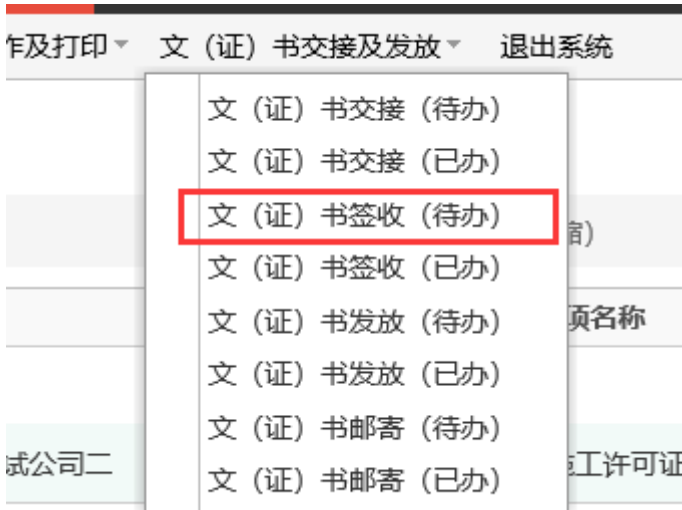 作及打印 文（证）书交接及发放 退出系统
文（证）书交接（待办）
文（证）书交接（已办）
文（证）书签收（待办）
缩）
文（证）书签收（已办）
文（证）书发放（待办）
项名称
文（证）书发放（已办）
文（证）书邮寄（待办）
试公司二
施工许可证
文（证）书邮寄（已办）